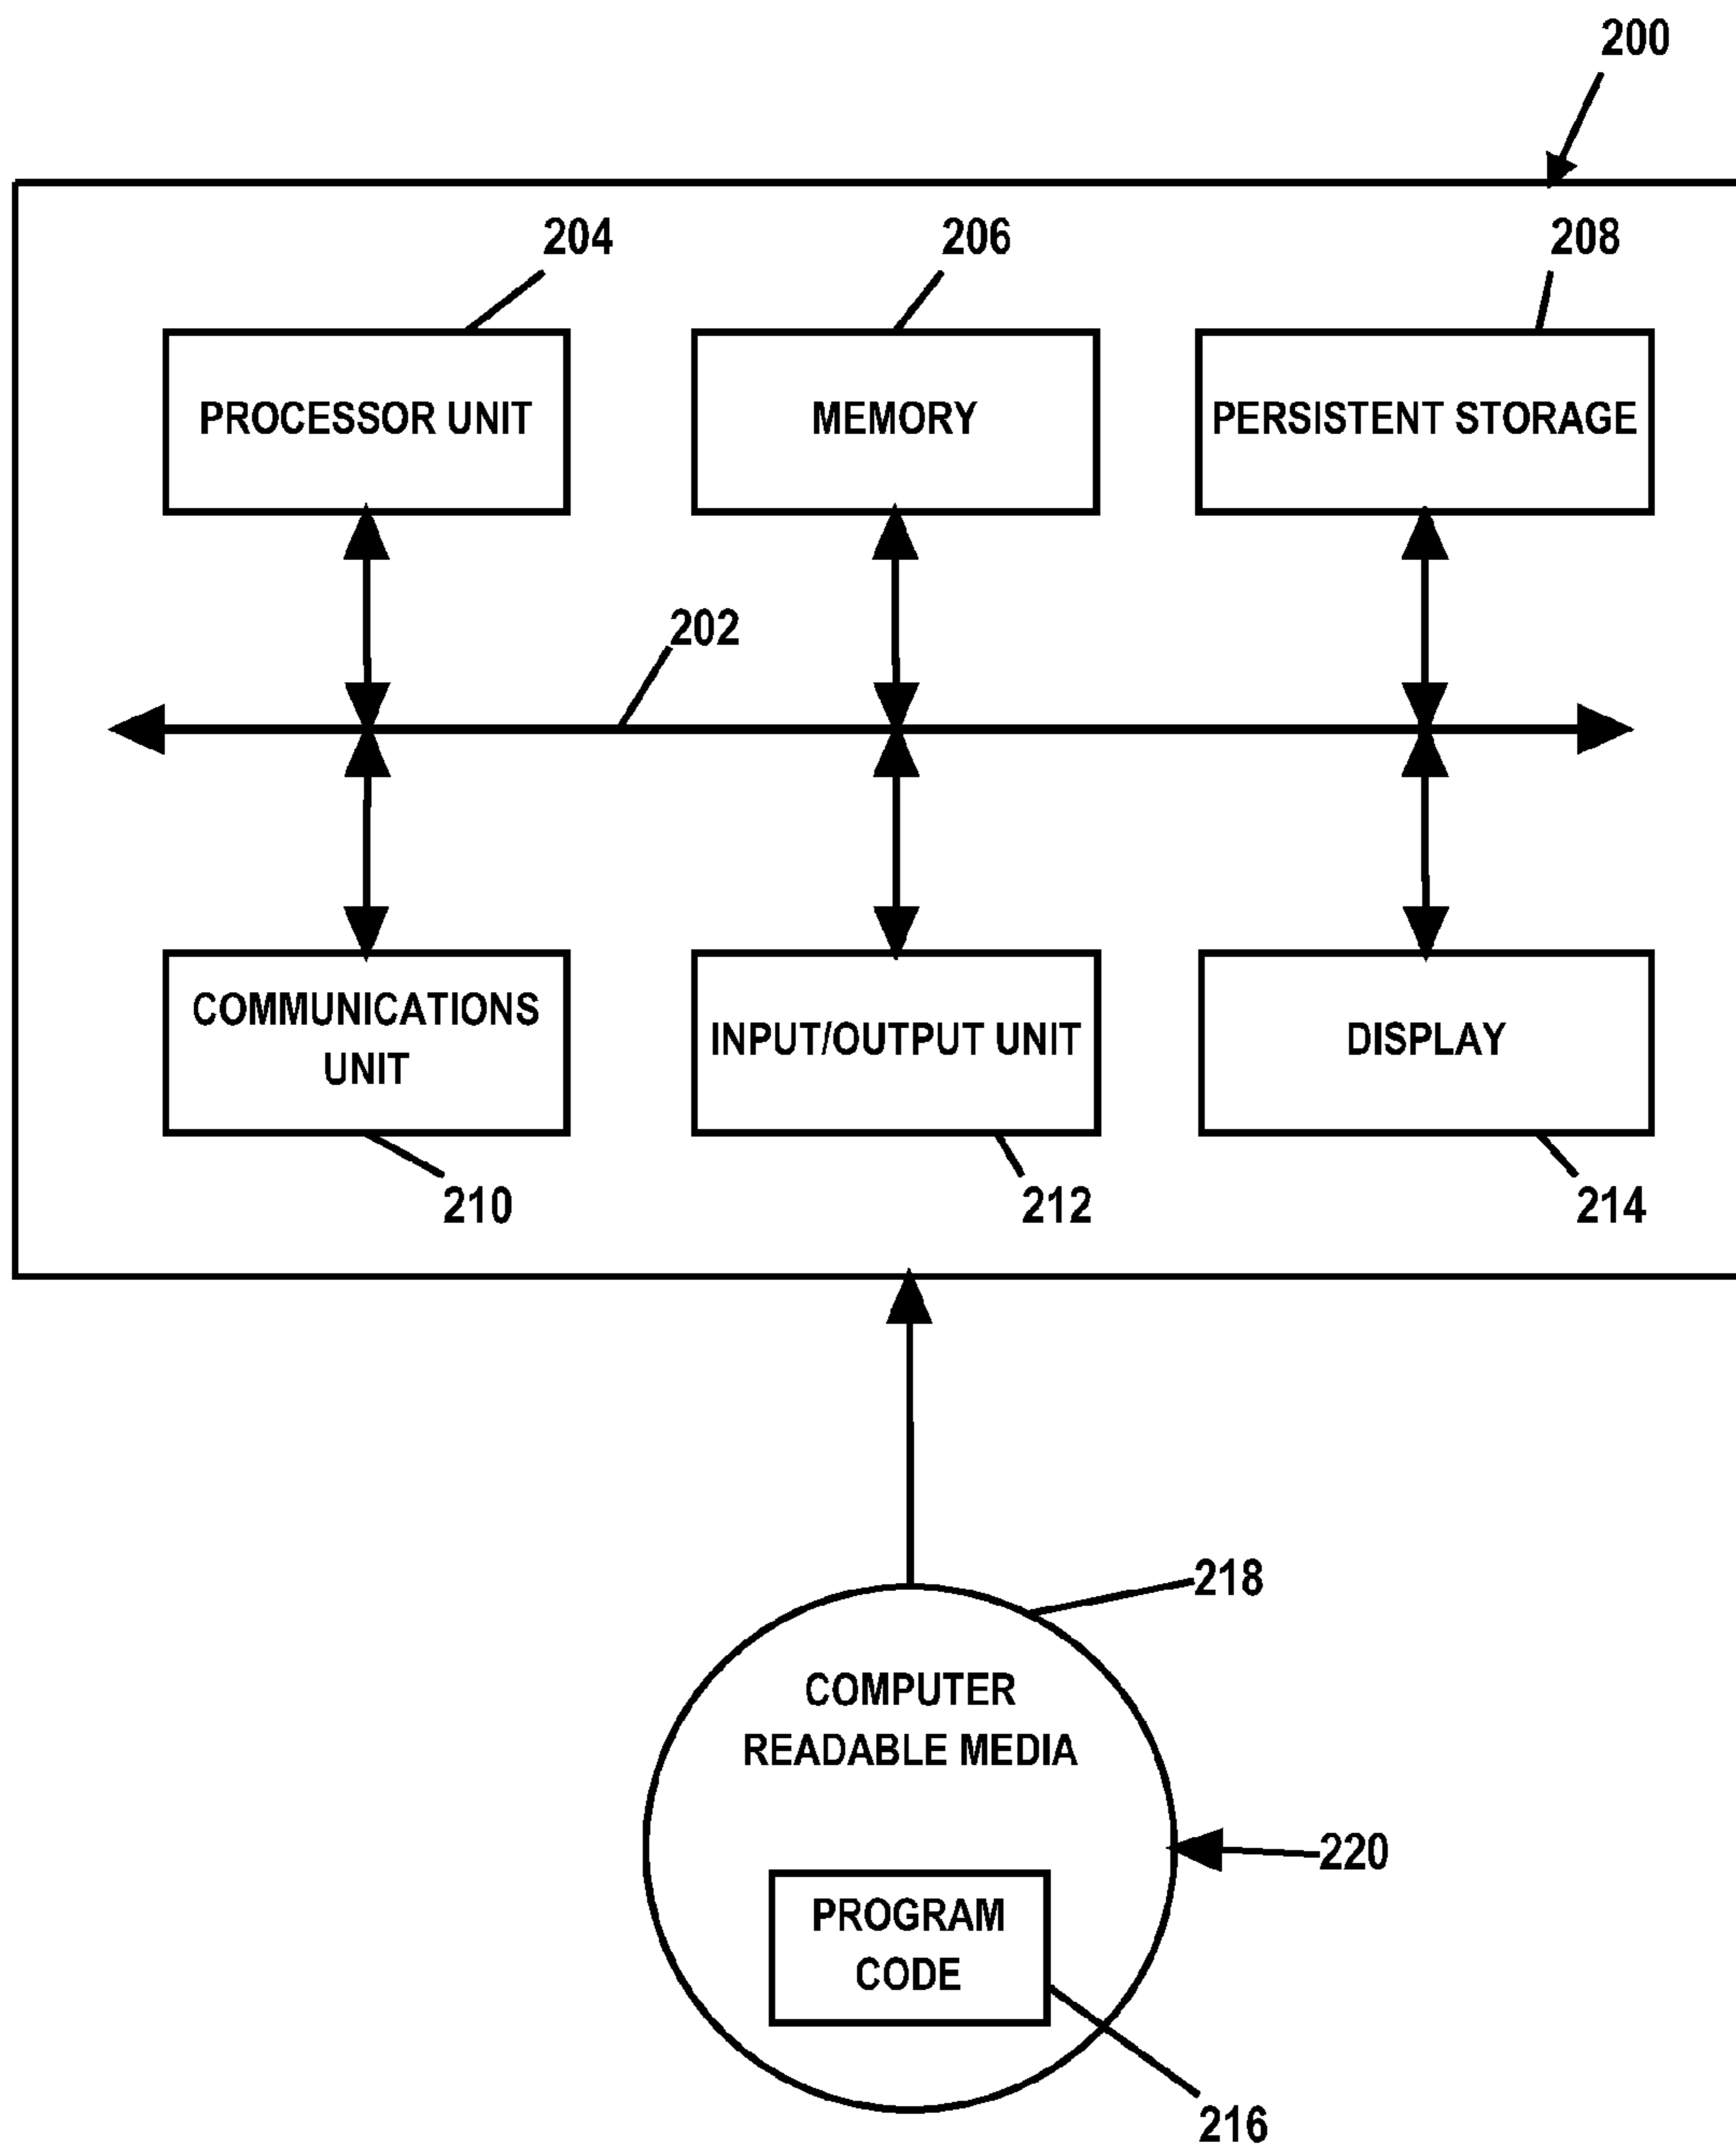 200
204
206
208
PROCESSOR UNIT
MEMORY
PERSISTENT STORAGE
202
COMMUNICATIONS
UNIT
INPUT/OUTPUT UNIT
DISPLAY
210
212
214
218
COMPUTER
READABLE MEDIA
220
PROGRAM
CODE
216